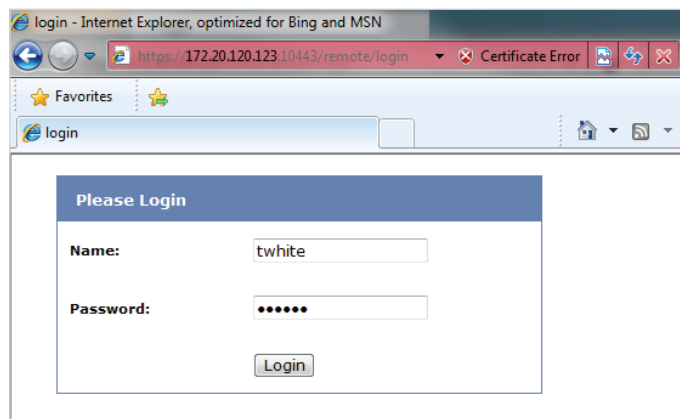 login - Internet Explorer, optimized for Bing and MSN
https://172.20.120.123:10443/remote/login Certificate Error
Favorites
login
Please Login
Name: twhite
Password: ••••••
Login